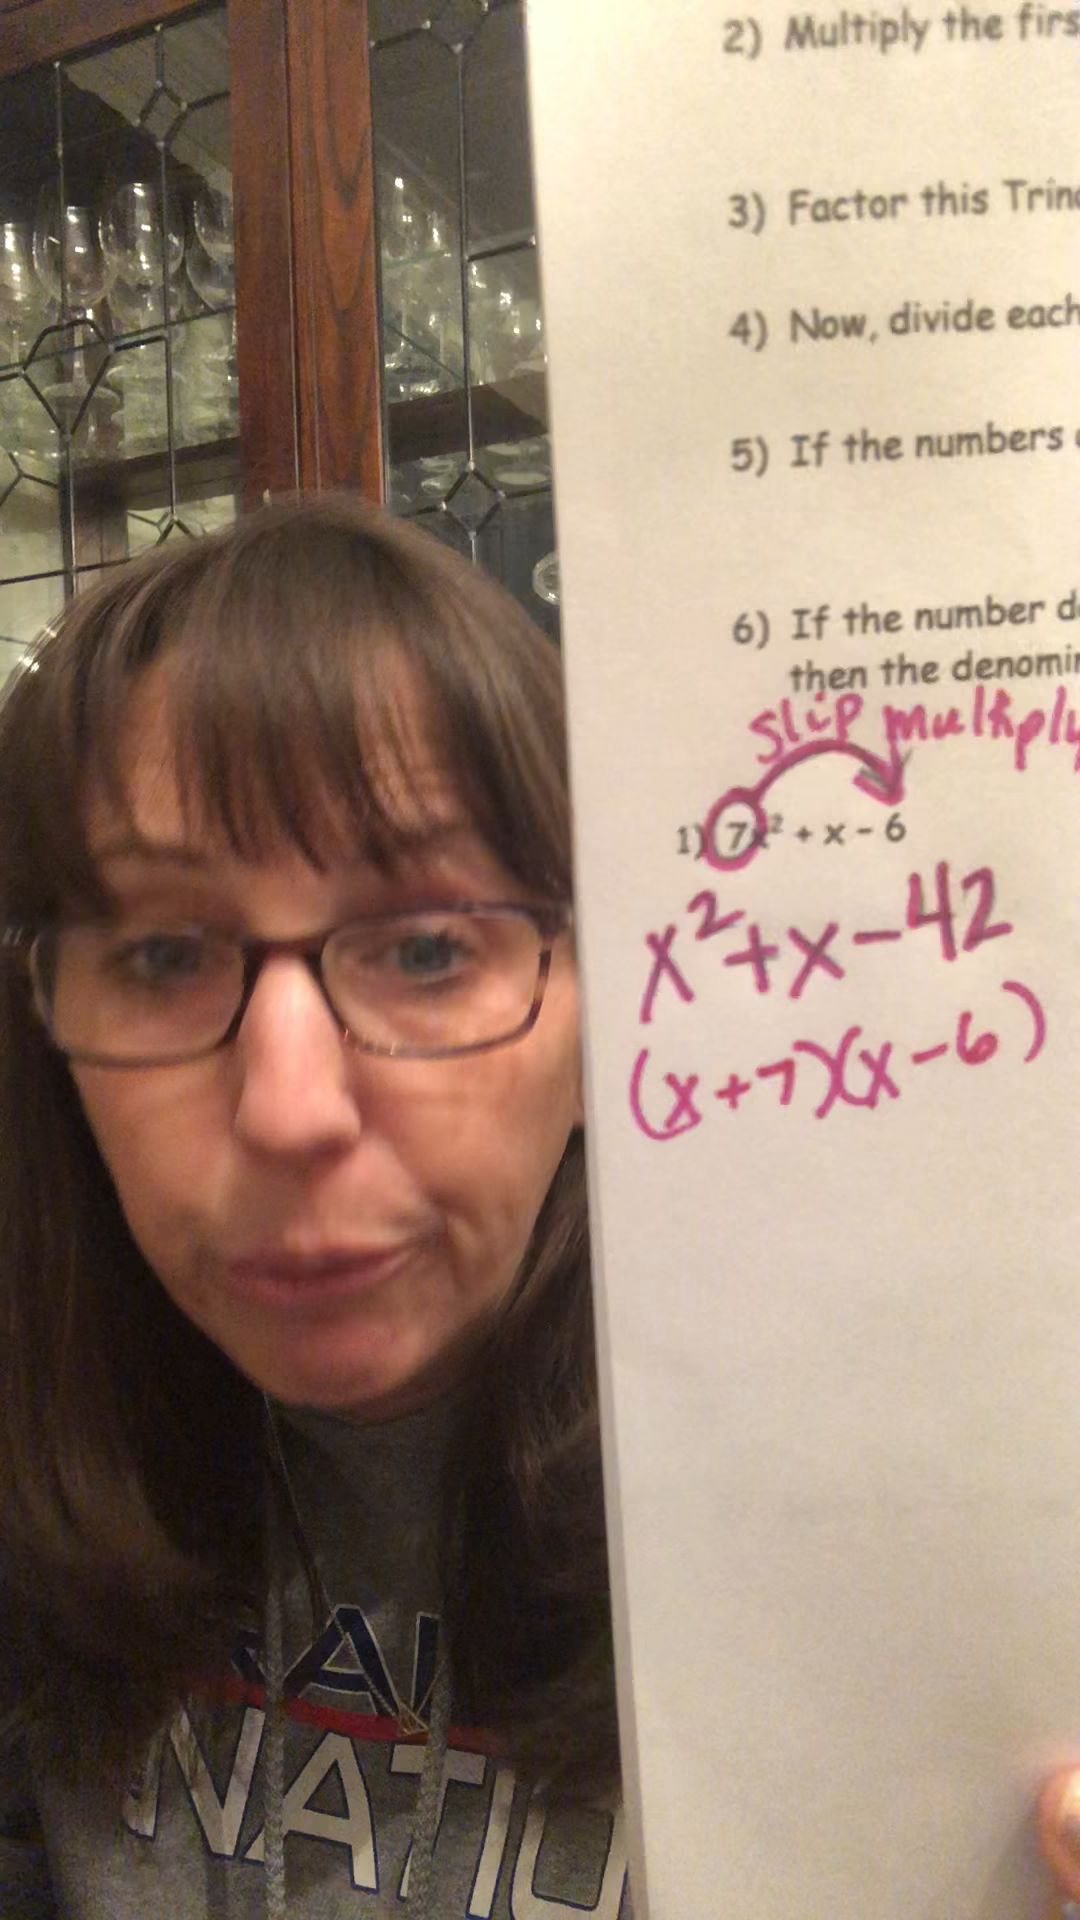 2) Multiply the firs
3) Factor this Trin
4) Now, divide each
5) If the numbers
6) If the number d
then the denomin
slip multiply
1) 7x² + x - 6
x²+x-42
(x+7)(x-6)
NATIO